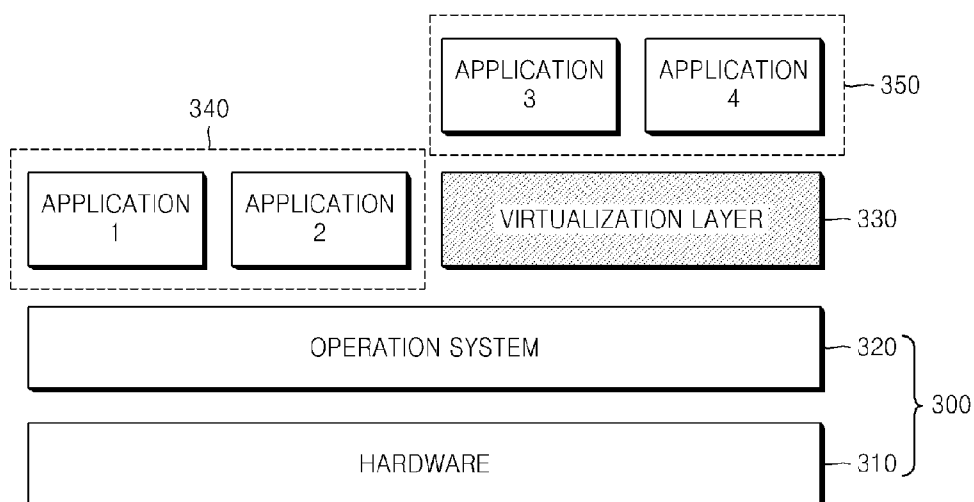 APPLICATION
3
APPLICATION
4
350
340
APPLICATION
1
APPLICATION
2
VIRTUALIZATION LAYER
330
OPERATION SYSTEM
320
300
HARDWARE
310